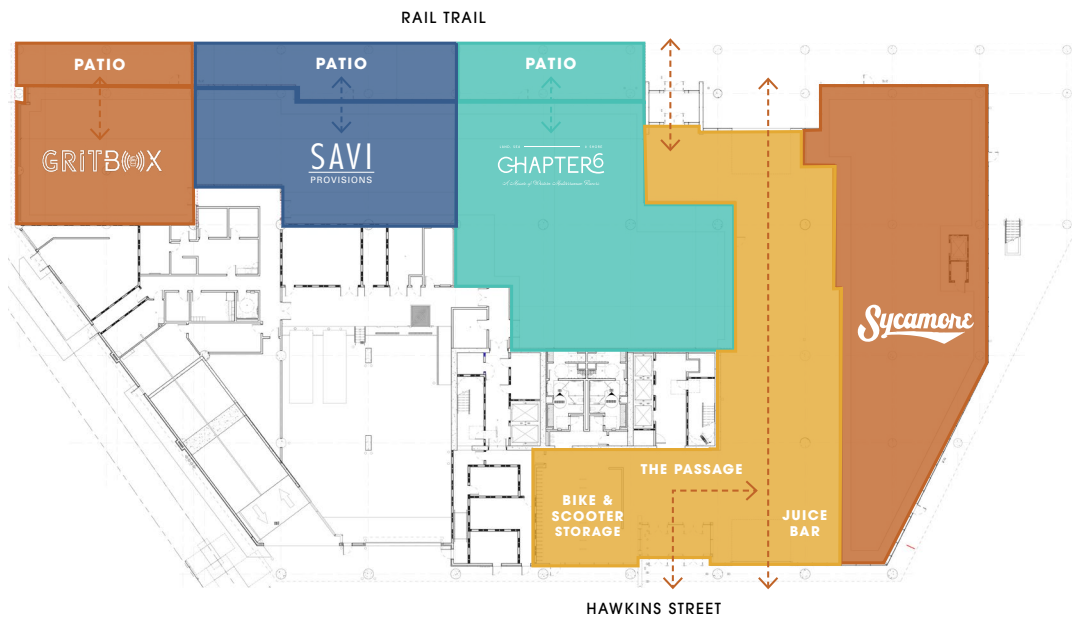 RAIL TRAIL
PATIO
PATIO
PATIO
GRITBOX
SAVI
PROVISIONS
CHAPTER6
Sycamore
THE PASSAGE
BIKE &
SCOOTER
STORAGE
JUICE
BAR
HAWKINS STREET